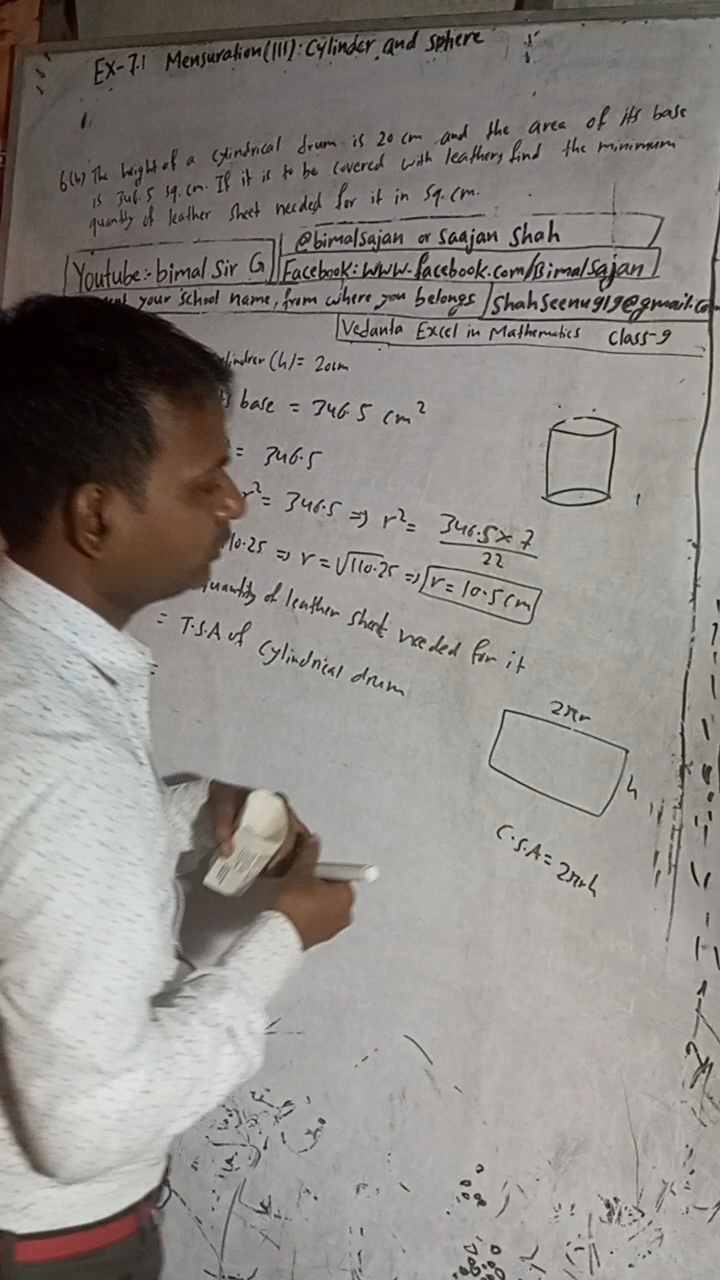 Ex-7.1 Mensuration(III): Cylinder and sphere
6(b) The height of a cylindrical drum is 20 cm and the area of its base
is 346.5 sq. cm. If it is to be covered with leathers, find the minimum
quantity of leather sheet needed for it in sq. cm.
@bimalsajan or Saajan Shah
Youtube:- bimal Sir G
Facebook: www.facebook.com/Bimalsajan
your school name, from where you belongs
Shahseenu919@gmail.co
Vedanta Excel in Mathematics Class-9
(h) = 20cm
base = 346.5 cm²
= 346.5
r² = 346.5 => r² = 346.5 × 7 / 22
110.25 => r = √110.25 => r = 10.5 cm
quantity of leather sheet needed for it
= T.S.A of cylindrical drum
=
2πr
h
C.S.A = 2πrh